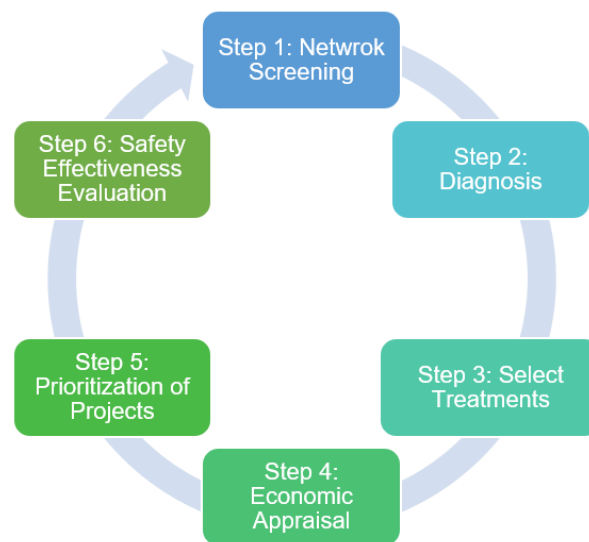 Step 1: Netwrok
Screening
Step 2:
Diagnosis
Step 3: Select
Treatments
Step 4:
Economic
Appraisal
Step 5:
Prioritization of
Projects
Step 6: Safety
Effectiveness
Evaluation